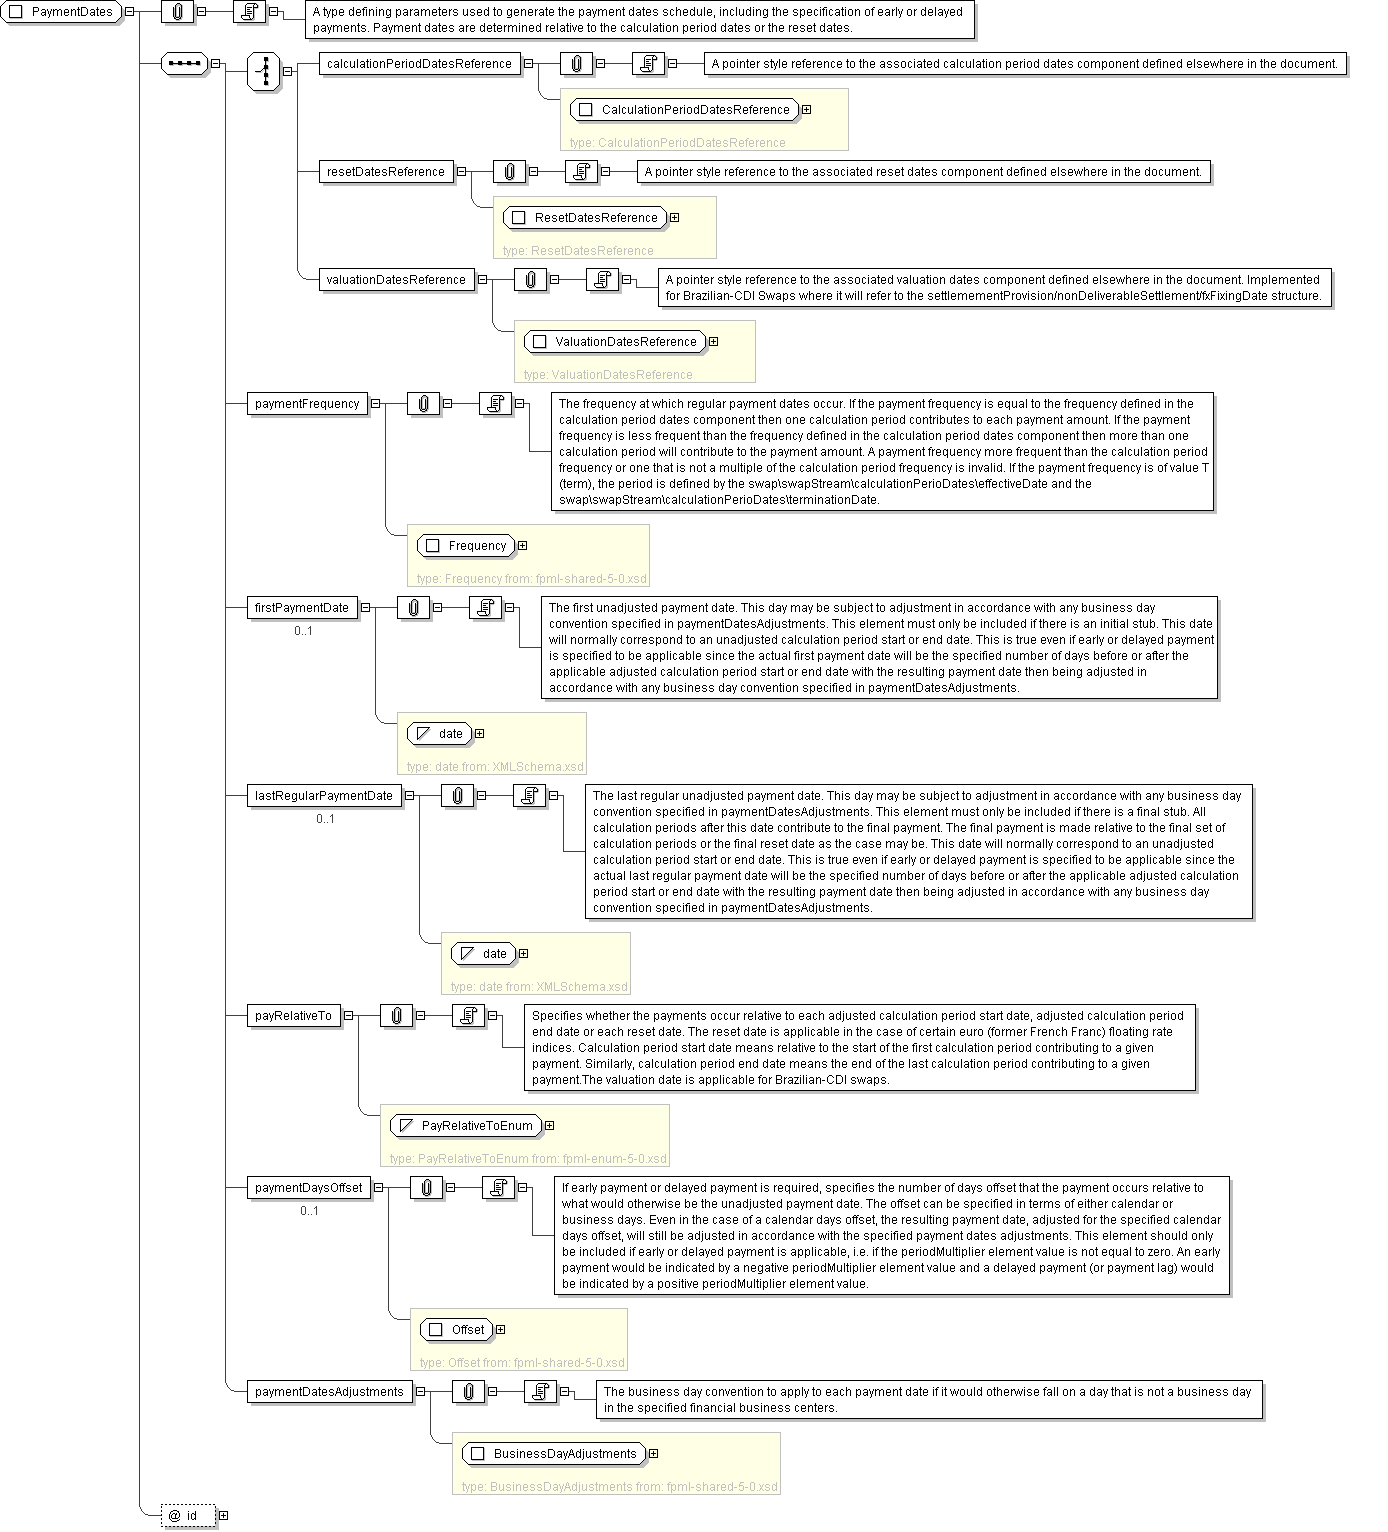 PaymentDates
A type defining parameters used to generate the payment dates schedule, including the specification of early or delayed
payments. Payment dates are determined relative to the calculation period dates or the reset dates.
calculationPeriodDatesReference
A pointer style reference to the associated calculation period dates component defined elsewhere in the document.
CalculationPeriodDatesReference
type: CalculationPeriodDatesReference
resetDatesReference
A pointer style reference to the associated reset dates component defined elsewhere in the document.
ResetDatesReference
type: ResetDatesReference
valuationDatesReference
A pointer style reference to the associated valuation dates component defined elsewhere in the document. Implemented
for Brazilian-CDI Swaps where it will refer to the settlemementProvision/nonDeliverableSettlement/fxFixingDate structure.
ValuationDatesReference
type: ValuationDatesReference
paymentFrequency
The frequency at which regular payment dates occur. If the payment frequency is equal to the frequency defined in the
calculation period dates component then one calculation period contributes to each payment amount. If the payment
frequency is less frequent than the frequency defined in the calculation period dates component then more than one
calculation period will contribute to the payment amount. A payment frequency more frequent than the calculation period
frequency or one that is not a multiple of the calculation period frequency is invalid. If the payment frequency is of value T
(term), the period is defined by the swap\swapStream\calculationPerioDates\effectiveDate and the
swap\swapStream\calculationPerioDates\terminationDate.
Frequency
type: Frequency from: fpml-shared-5-0.xsd
firstPaymentDate
0..1
The first unadjusted payment date. This day may be subject to adjustment in accordance with any business day
convention specified in paymentDatesAdjustments. This element must only be included if there is an initial stub. This date
will normally correspond to an unadjusted calculation period start or end date. This is true even if early or delayed payment
is specified to be applicable since the actual first payment date will be the specified number of days before or after the
applicable adjusted calculation period start or end date with the resulting payment date then being adjusted in
accordance with any business day convention specified in paymentDatesAdjustments.
date
type: date from: XMLSchema.xsd
lastRegularPaymentDate
0..1
The last regular unadjusted payment date. This day may be subject to adjustment in accordance with any business day
convention specified in paymentDatesAdjustments. This element must only be included if there is a final stub. All
calculation periods after this date contribute to the final payment. The final payment is made relative to the final set of
calculation periods or the final reset date as the case may be. This date will normally correspond to an unadjusted
calculation period start or end date. This is true even if early or delayed payment is specified to be applicable since the
actual last regular payment date will be the specified number of days before or after the applicable adjusted calculation
period start or end date with the resulting payment date then being adjusted in accordance with any business day
convention specified in paymentDatesAdjustments.
date
type: date from: XMLSchema.xsd
payRelativeTo
Specifies whether the payments occur relative to each adjusted calculation period start date, adjusted calculation period
end date or each reset date. The reset date is applicable in the case of certain euro (former French Franc) floating rate
indices. Calculation period start date means relative to the start of the first calculation period contributing to a given
payment. Similarly, calculation period end date means the end of the last calculation period contributing to a given
payment.The valuation date is applicable for Brazilian-CDI swaps.
PayRelativeToEnum
type: PayRelativeToEnum from: fpml-enum-5-0.xsd
paymentDaysOffset
0..1
If early payment or delayed payment is required, specifies the number of days offset that the payment occurs relative to
what would otherwise be the unadjusted payment date. The offset can be specified in terms of either calendar or
business days. Even in the case of a calendar days offset, the resulting payment date, adjusted for the specified calendar
days offset, will still be adjusted in accordance with the specified payment dates adjustments. This element should only
be included if early or delayed payment is applicable, i.e. if the periodMultiplier element value is not equal to zero. An early
payment would be indicated by a negative periodMultiplier element value and a delayed payment (or payment lag) would
be indicated by a positive periodMultiplier element value.
Offset
type: Offset from: fpml-shared-5-0.xsd
paymentDatesAdjustments
The business day convention to apply to each payment date if it would otherwise fall on a day that is not a business day
in the specified financial business centers.
BusinessDayAdjustments
type: BusinessDayAdjustments from: fpml-shared-5-0.xsd
@ id